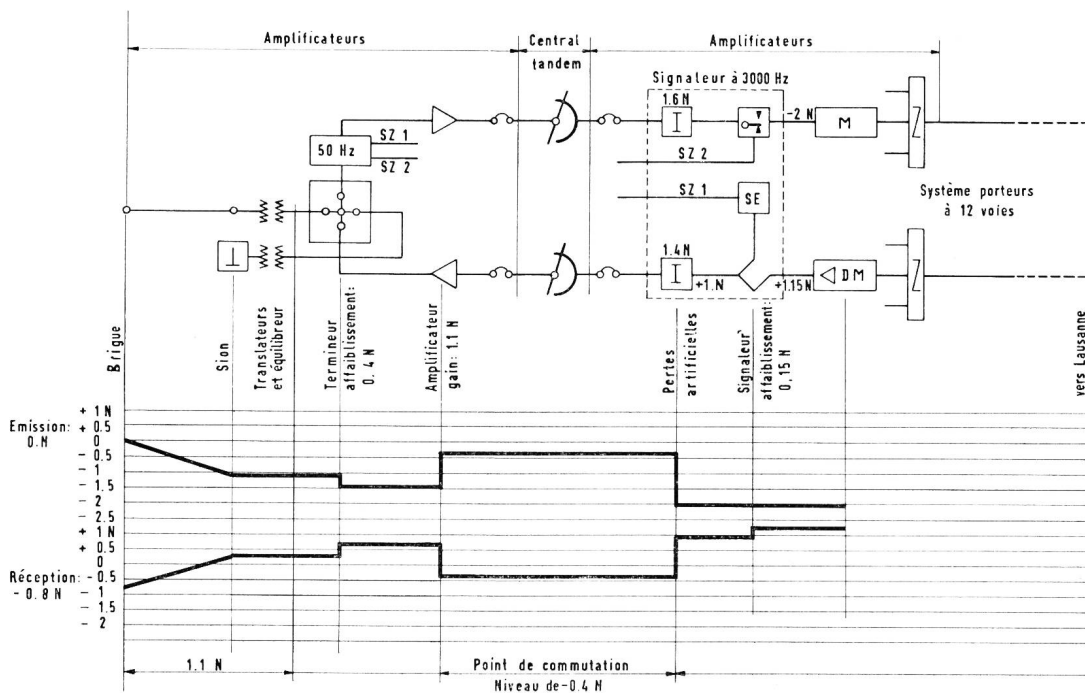 Amplificateurs
Central
tandem
Amplificateurs
Signaleur à 3000 Hz
1.6 N
-2 N
M
50 Hz
SZ 1
SZ 2
SZ 2
SZ 1
SE
Système porteurs
à 12 voies
1.4 N
+1.N
+1.15 N
DM
Brigue
Sion
Translateurs
et équilibreur
Termineur
affaiblissement:
0,4 N
Amplificateur
gain: 1.1 N
Pertes
artificielles
Signaleur
affaiblissement:
0,15 N
vers Lausanne
Emission:
0.N
+ 1 N
+ 0.5
0
- 0.5
- 1
- 1.5
- 2
- 2.5
Réception:
- 0.8 N
+ 1 N
+ 0.5
0
- 0.5
- 1
- 1.5
- 2
1.1 N
Point de commutation
Niveau de -0.4 N